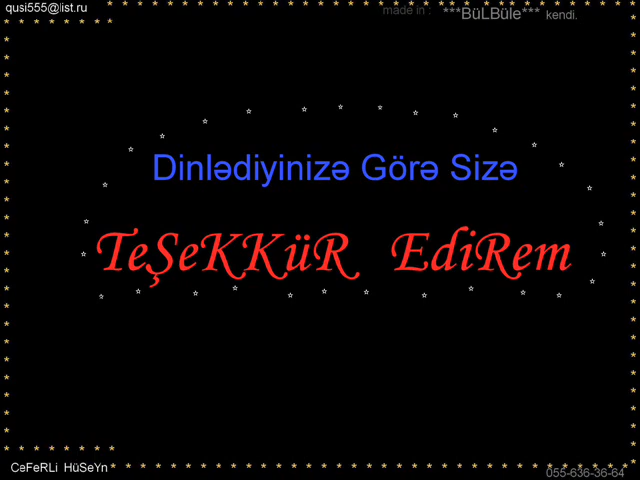 qusi555@list.ru
made in : ***BüLBüle*** kendi.
Dinlədiyinizə Görə Sizə
TeŞeKKüR EdiRem
CəFeRLi HüSeYn
055-636-36-64